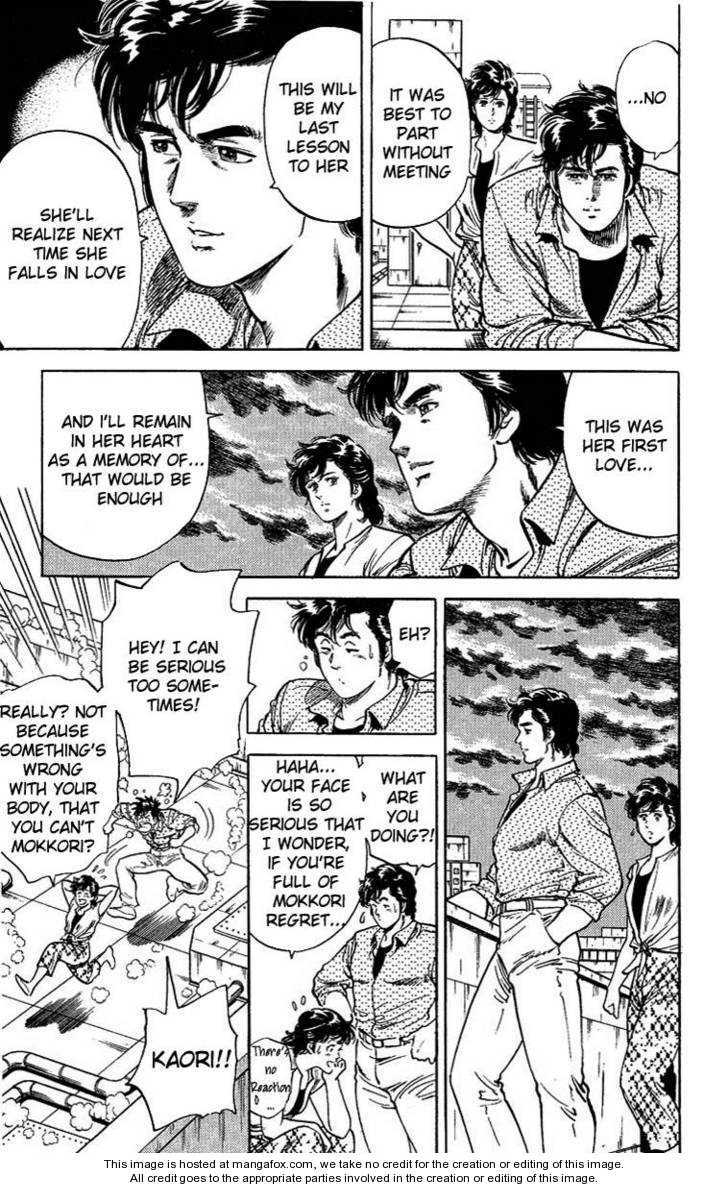 ...NO
IT WAS
BEST TO
PART
WITHOUT
MEETING
THIS WILL
BE MY
LAST
LESSON
TO HER
SHE'LL
REALIZE NEXT
TIME SHE
FALLS IN LOVE
THIS WAS
HER FIRST
LOVE...
AND I'LL REMAIN
IN HER HEART
AS A MEMORY OF...
THAT WOULD BE
ENOUGH
EH?
WHAT
ARE
YOU
DOING?!
HAHA...
YOUR FACE
IS SO
SERIOUS THAT
I WONDER,
IF YOU'RE
FULL OF
MOKKORI
REGRET...
There's
no
Reaction
...
HEY! I CAN
BE SERIOUS
TOO SOME-
TIMES!
REALLY? NOT
BECAUSE
SOMETHING'S
WRONG
WITH YOUR
BODY, THAT
YOU CAN'T
MOKKORI?
KAORI!!
This image is hosted at mangafox.com, we take no credit for the creation or editing of this image.
All credit goes to the appropriate parties involved in the creation or editing of this image.